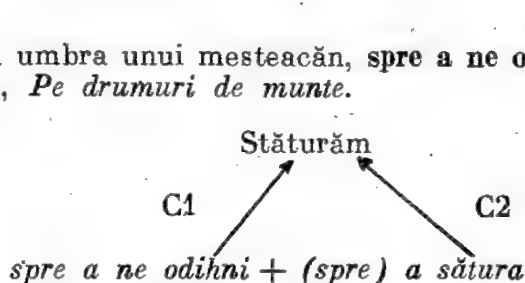 umbra unui mesteacăn, spre a ne
, Pe drumuri de munte.
Stăturăm
C1 C2
spre a ne odihni + (spre) a sătura